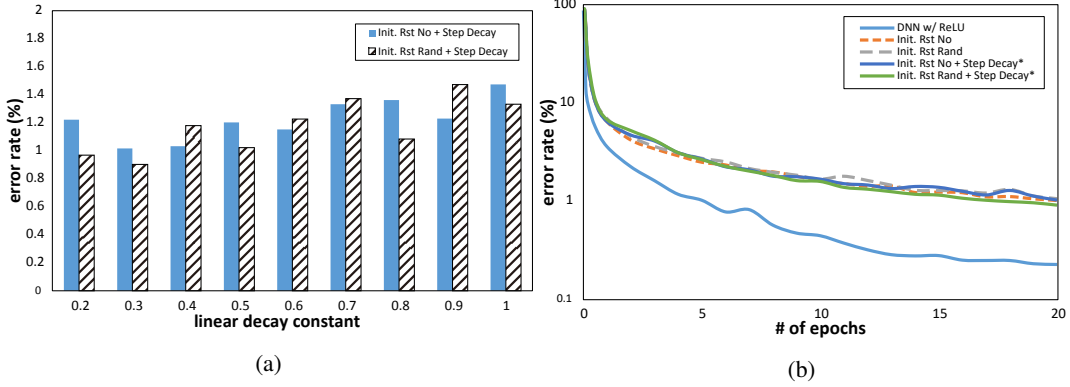 2
1.8
1.6
1.4
1.2
1
0.8
0.6
0.4
0.2
0
error rate (%)
Init. Rst No + Step Decay
Init. Rst Rand + Step Decay
0.2 0.3 0.4 0.5 0.6 0.7 0.8 0.9 1
linear decay constant
(a)
100
10
1
0.1
error rate (%)
DNN w/ ReLU
Init. Rst No
Init. Rst Rand
Init. Rst No + Step Decay*
Init. Rst Rand + Step Decay*
0 5 10 15 20
# of epochs
(b)